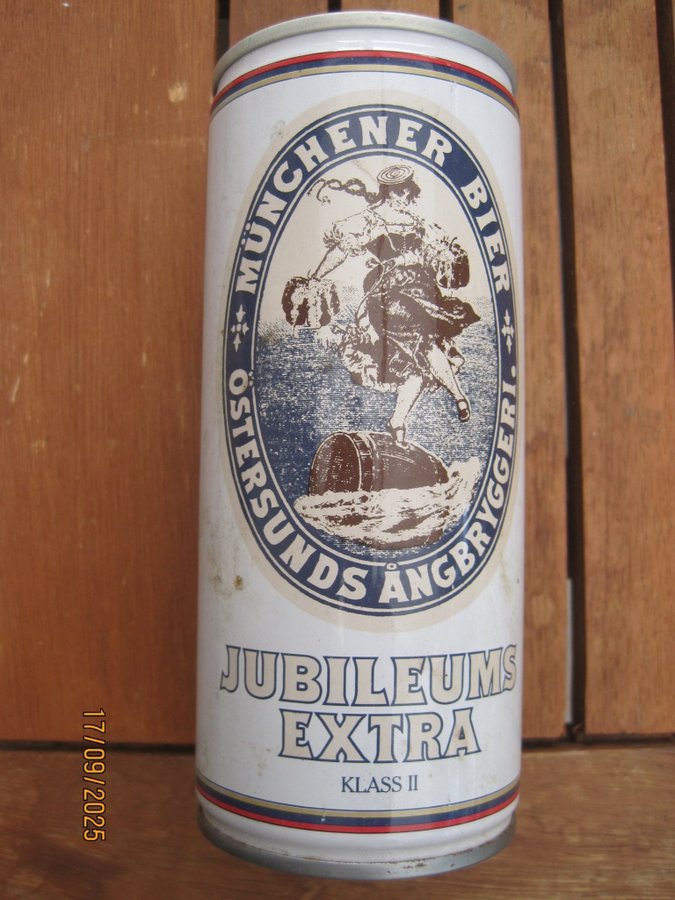 MÜNCHENER BIER
ÖSTERSUNDS ÅNGBRYGGERI.
JUBILEUMS
EXTRA
KLASS II
17/09/2025